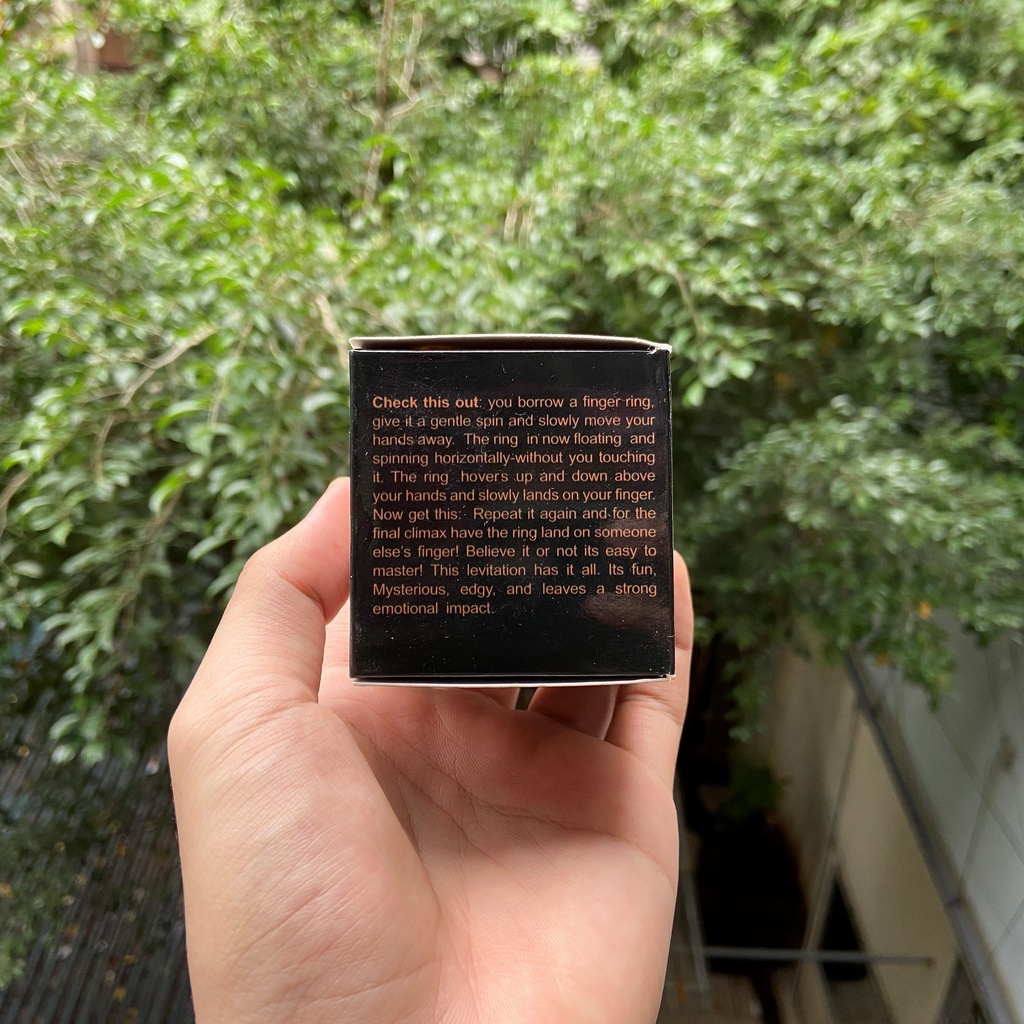 Check this out: you borrow a finger ring,
give it a gentle spin and slowly move your
hands away. The ring in now floating and
spinning horizontally-without you touching
it. The ring hovers up and down above
your hands and slowly lands on your finger.
Now get this: Repeat it again and for the
final climax have the ring land on someone
else's finger! Believe it or not its easy to
master! This levitation has it all. Its fun,
Mysterious, edgy, and leaves a strong
emotional impact.